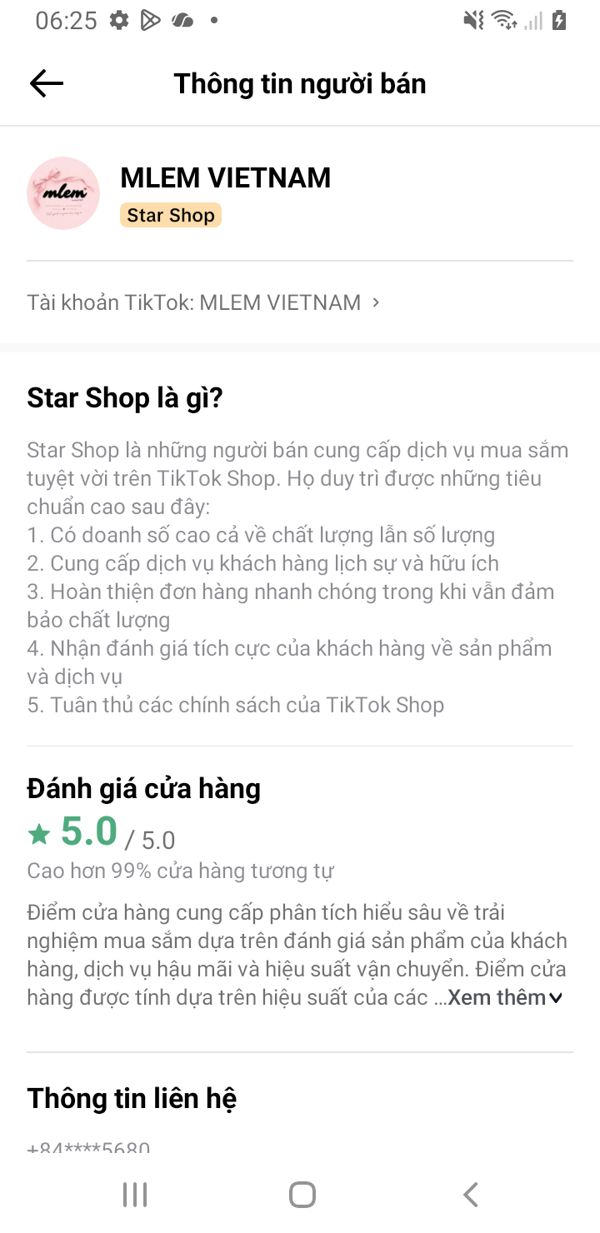 06:25
Thông tin người bán
mlem
MLEM VIETNAM
Star Shop
Tài khoản TikTok: MLEM VIETNAM
Star Shop là gì?
Star Shop là những người bán cung cấp dịch vụ mua sắm
tuyệt vời trên TikTok Shop. Họ duy trì được những tiêu
chuẩn cao sau đây:
1. Có doanh số cao cả về chất lượng lẫn số lượng
2. Cung cấp dịch vụ khách hàng lịch sự và hữu ích
3. Hoàn thiện đơn hàng nhanh chóng trong khi vẫn đảm
bảo chất lượng
4. Nhận đánh giá tích cực của khách hàng về sản phẩm
và dịch vụ
5. Tuân thủ các chính sách của TikTok Shop
Đánh giá cửa hàng
5.0 / 5.0
Cao hơn 99% cửa hàng tương tự
Điểm cửa hàng cung cấp phân tích hiểu sâu về trải
nghiệm mua sắm dựa trên đánh giá sản phẩm của khách
hàng, dịch vụ hậu mãi và hiệu suất vận chuyển. Điểm cửa
hàng được tính dựa trên hiệu suất của các ...Xem thêm
Thông tin liên hệ
+84****5680